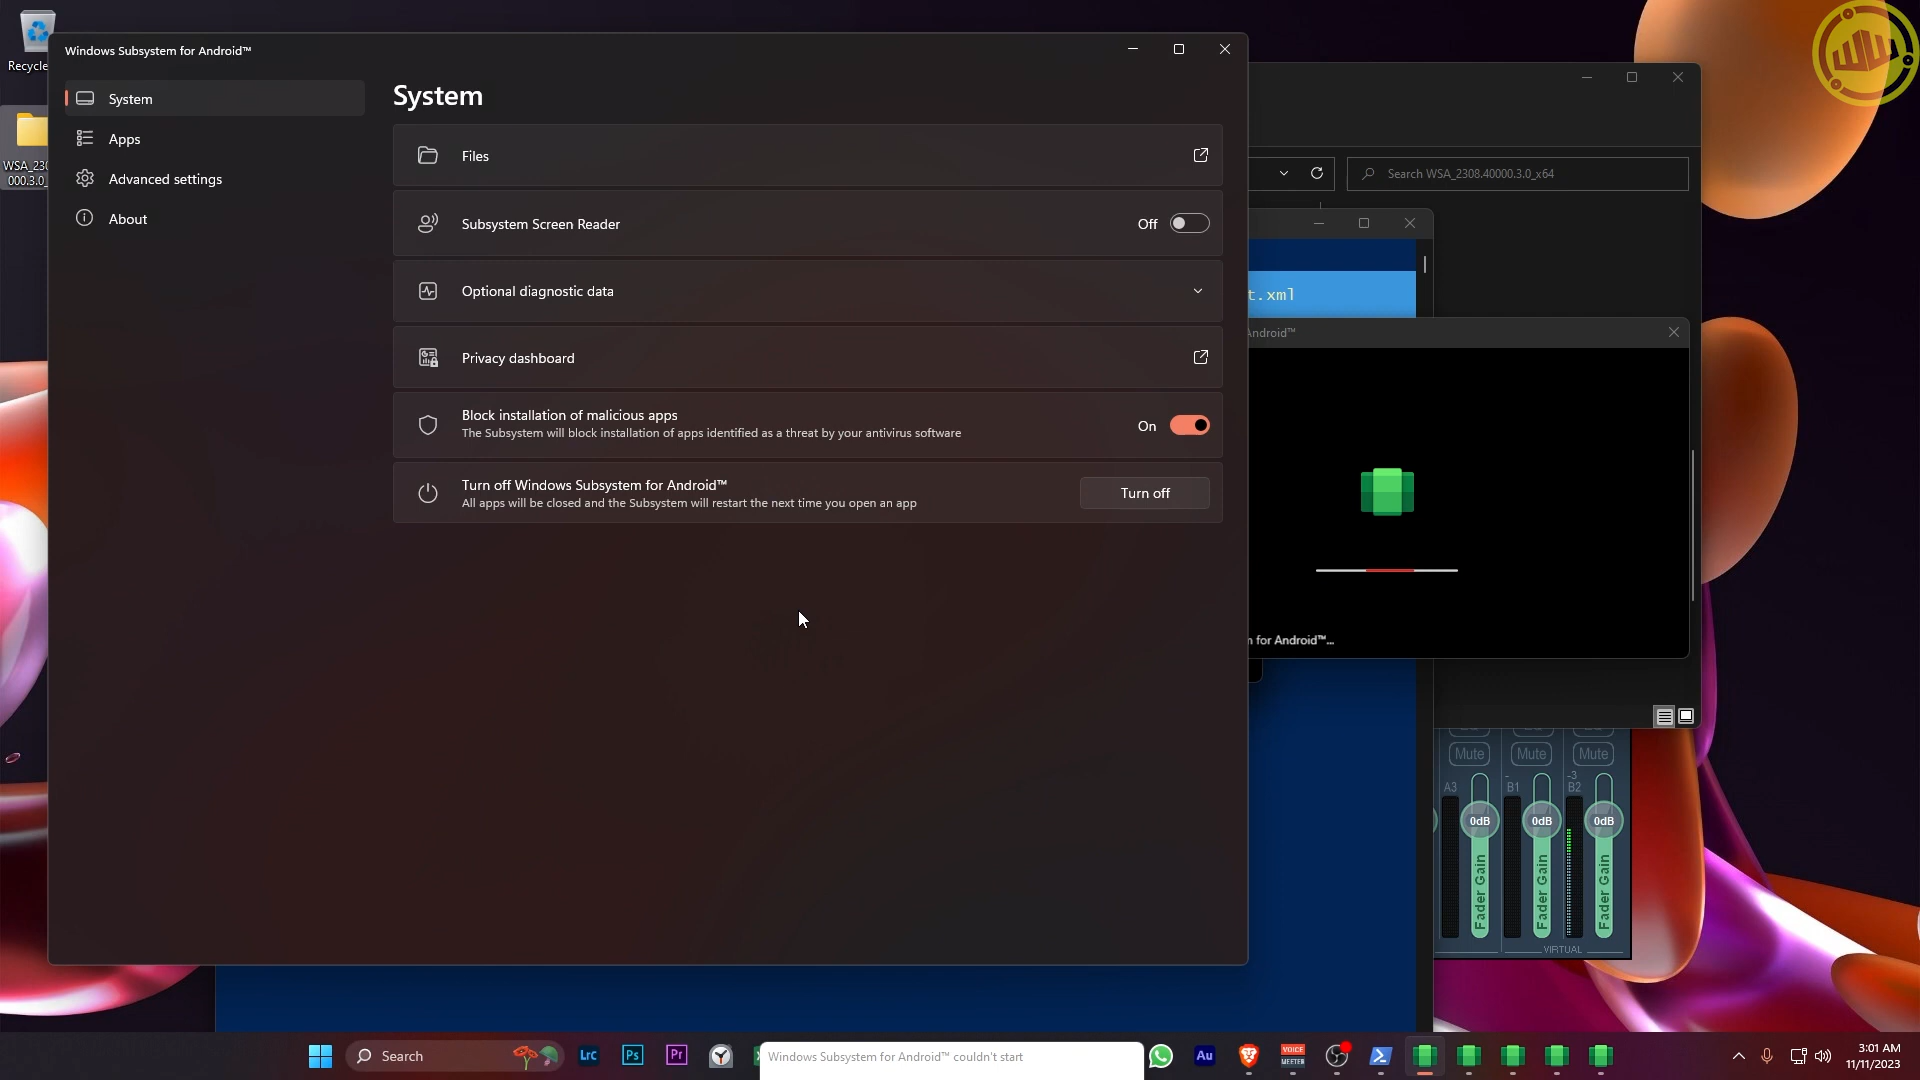 Recycle
WSA_230
000.3.0_
Windows Subsystem for Android™
System
Apps
Advanced settings
About
System
Files
Subsystem Screen Reader
Off
Optional diagnostic data
Privacy dashboard
Block installation of malicious apps
The Subsystem will block installation of apps identified as a threat by your antivirus software
On
Turn off Windows Subsystem for Android™
All apps will be closed and the Subsystem will restart the next time you open an app
Turn off
Search WSA_2308.40000.3.0_x64
t.xml
Android™
n for Android™...
Mute Mute Mute
A3 B1 -3 B2
0dB 0dB 0dB
Fader Gain Fader Gain Fader Gain
VIRTUAL
Search
Lrc
Ps
Pr
Windows Subsystem for Android™ couldn't start
Au
VOICE
MEETER
3:01 AM
11/11/2023